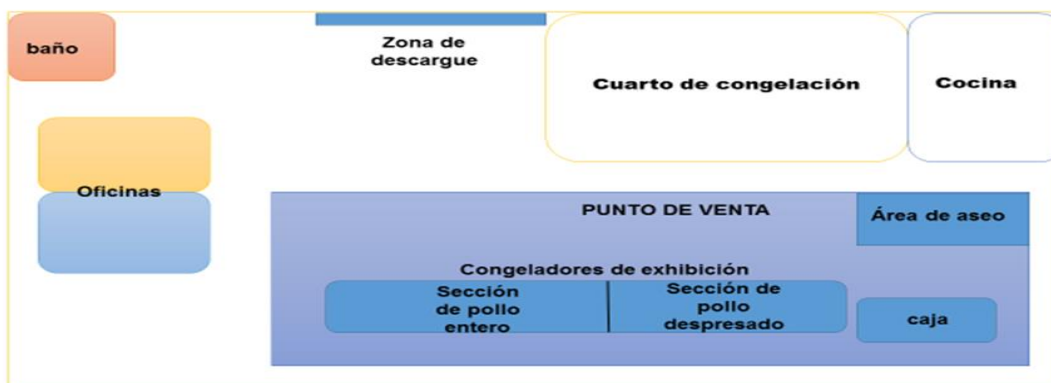 baño
Zona de
descargue
Cuarto de congelación
Cocina
Oficinas
PUNTO DE VENTA
Área de aseo
Congeladores de exhibición
Sección
de pollo
entero
Sección de
pollo
despresado
caja